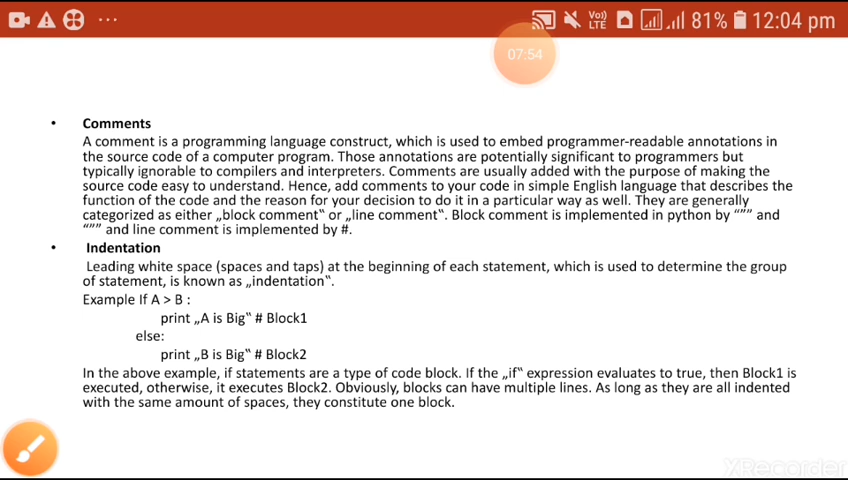 Vo))
LTE
81%
12:04 pm
07:54
• Comments
A comment is a programming language construct, which is used to embed programmer-readable annotations in
the source code of a computer program. Those annotations are potentially significant to programmers but
typically ignorable to compilers and interpreters. Comments are usually added with the purpose of making the
source code easy to understand. Hence, add comments to your code in simple English language that describes the
function of the code and the reason for your decision to do it in a particular way as well. They are generally
categorized as either „block comment‟ or „line comment‟. Block comment is implemented in python by “”” and
“”” and line comment is implemented by #.
• Indentation
Leading white space (spaces and taps) at the beginning of each statement, which is used to determine the group
of statement, is known as „indentation‟.
Example If A > B :
print „A is Big‟ # Block1
else:
print „B is Big‟ # Block2
In the above example, if statements are a type of code block. If the „if‟ expression evaluates to true, then Block1 is
executed, otherwise, it executes Block2. Obviously, blocks can have multiple lines. As long as they are all indented
with the same amount of spaces, they constitute one block.
XRecorder